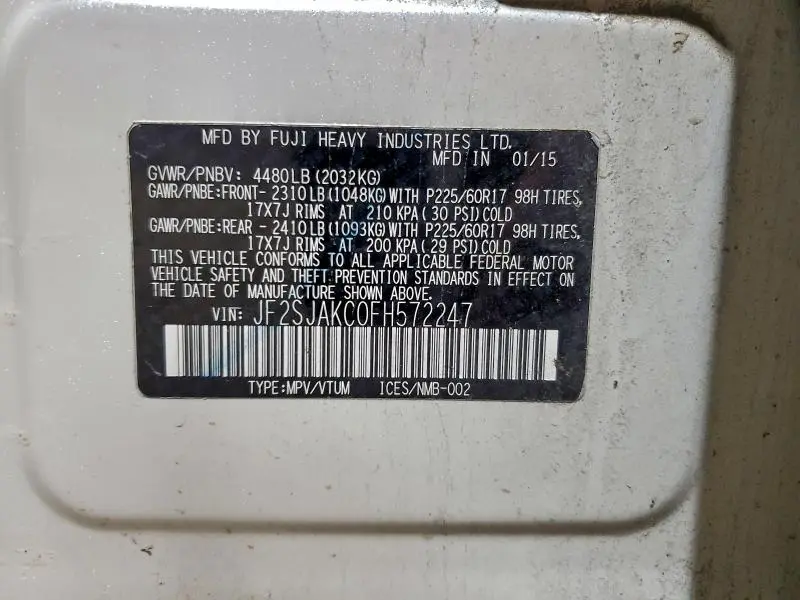 MFD BY FUJI HEAVY INDUSTRIES LTD.
MFD IN 01/15
GVWR/PNBV: 4480LB (2032KG)
GAWR/PNBE:FRONT- 2310LB (1048KG) WITH P225/60R17 98H TIRES,
17X7J RIMS AT 210 KPA ( 30 PSI) COLD
GAWR/PNBE:REAR - 2410LB (1093KG) WITH P225/60R17 98H TIRES,
17X7J RIMS AT 200 KPA ( 29 PSI) COLD
THIS VEHICLE CONFORMS TO ALL APPLICABLE FEDERAL MOTOR
VEHICLE SAFETY AND THEFT PREVENTION STANDARDS IN EFFECT ON
THE DATE OF MANUFACTURE SHOWN ABOVE.
VIN: JF2SJAKC0FH572247
TYPE:MPV/VTUM ICES/NMB-002